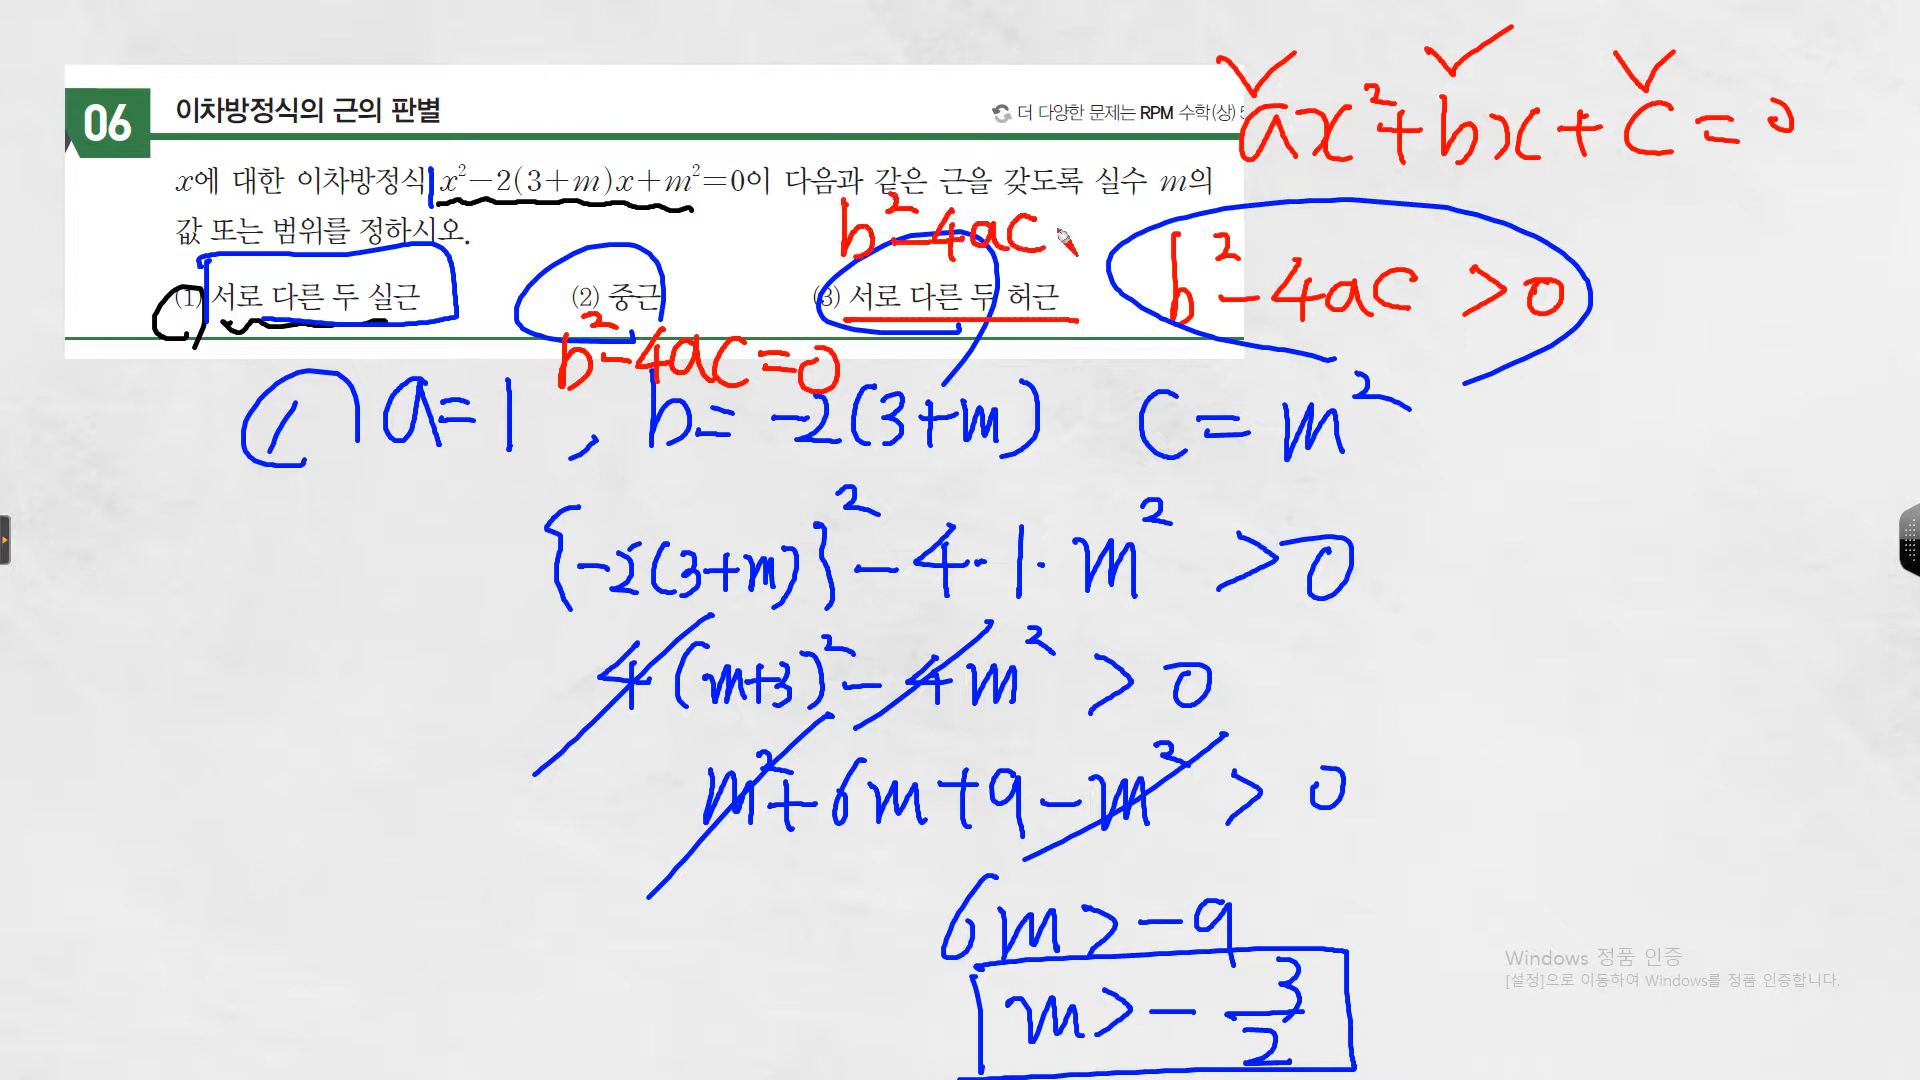 06 이차방정식의 근의 판별
더 다양한 문제는 RPM 수학(상) 5
ax²+bx+c=0
x에 대한 이차방정식 x²-2(3+m)x+m²=0이 다음과 같은 근을 갖도록 실수 m의
값 또는 범위를 정하시오.
b²-4ac
(1) 서로 다른 두 실근 (2) 중근 (3) 서로 다른 두 허근
b²-4ac>0
b²-4ac=0
1 a=1, b=-2(3+m) c=m²
{-2(3+m)}²-4·1·m²>0
4(m+3)²-4m²>0
m²+6m+9-m²>0
6m>-9
m>-3/2
Windows 정품 인증
[설정]으로 이동하여 Windows를 정품 인증합니다.